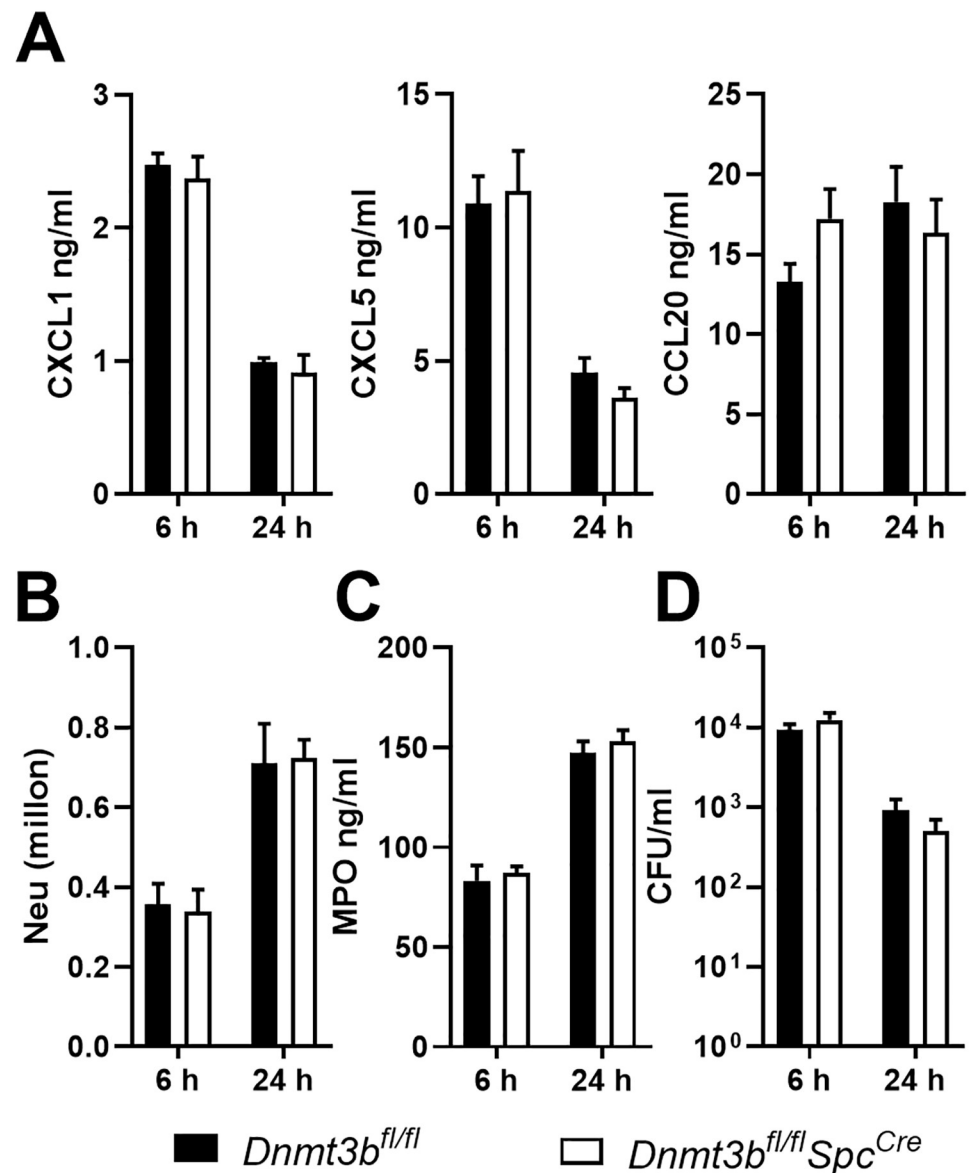 A
CXCL1 ng/ml
3
2
1
0
6 h 24 h
CXCL5 ng/ml
15
10
5
0
6 h 24 h
CCL20 ng/ml
25
20
15
10
5
0
6 h 24 h
B
Neu (millon)
1.0
0.8
0.6
0.4
0.2
0.0
6 h 24 h
C
MPO ng/ml
200
150
100
50
0
6 h 24 h
D
CFU/ml
10⁵
10⁴
10³
10²
10¹
10⁰
6 h 24 h
Dnmt3b^fl/fl
Dnmt3b^fl/fl Spc^Cre